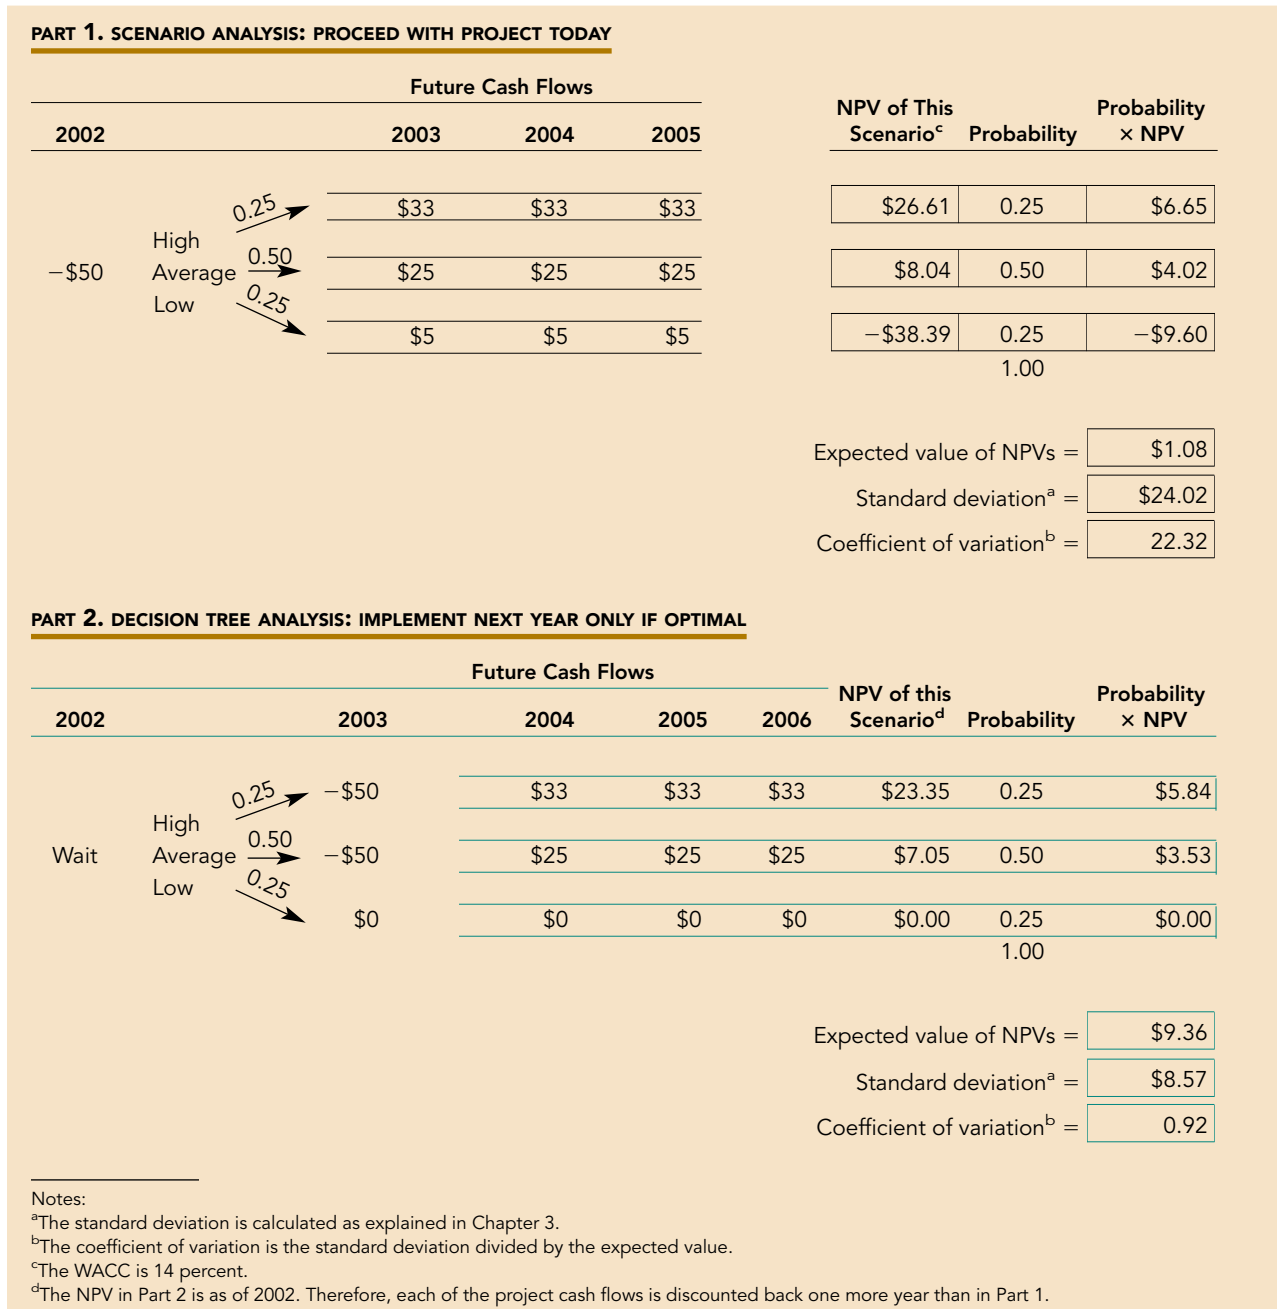 PART 1. SCENARIO ANALYSIS: PROCEED WITH PROJECT TODAY
Future Cash Flows
NPV of This Probability
2002 2003 2004 2005 Scenarioᶜ Probability × NPV
0.25 $33 $33 $33 $26.61 0.25 $6.65
High
−$50 Average 0.50 $25 $25 $25 $8.04 0.50 $4.02
Low
0.25 $5 $5 $5 −$38.39 0.25 −$9.60
1.00
Expected value of NPVs = $1.08
Standard deviationᵃ = $24.02
Coefficient of variationᵇ = 22.32
PART 2. DECISION TREE ANALYSIS: IMPLEMENT NEXT YEAR ONLY IF OPTIMAL
Future Cash Flows
NPV of this Probability
2002 2003 2004 2005 2006 Scenarioᵈ Probability × NPV
0.25 −$50 $33 $33 $33 $23.35 0.25 $5.84
High
Wait Average 0.50 −$50 $25 $25 $25 $7.05 0.50 $3.53
Low
0.25 $0 $0 $0 $0 $0.00 0.25 $0.00
1.00
Expected value of NPVs = $9.36
Standard deviationᵃ = $8.57
Coefficient of variationᵇ = 0.92
Notes:
ᵃThe standard deviation is calculated as explained in Chapter 3.
ᵇThe coefficient of variation is the standard deviation divided by the expected value.
ᶜThe WACC is 14 percent.
ᵈThe NPV in Part 2 is as of 2002. Therefore, each of the project cash flows is discounted back one more year than in Part 1.